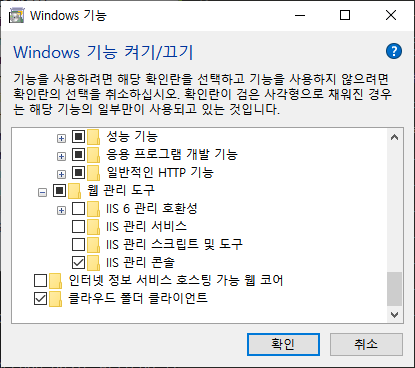 Windows 기능
Windows 기능 켜기/끄기
기능을 사용하려면 해당 확인란을 선택하고 기능을 사용하지 않으려면
확인란의 선택을 취소하십시오. 확인란이 검은 사각형으로 채워진 경우
는 해당 기능의 일부만이 사용되고 있는 것입니다.
성능 기능
응용 프로그램 개발 기능
일반적인 HTTP 기능
웹 관리 도구
IIS 6 관리 호환성
IIS 관리 서비스
IIS 관리 스크립트 및 도구
IIS 관리 콘솔
인터넷 정보 서비스 호스팅 가능 웹 코어
클라우드 폴더 클라이언트
확인 취소